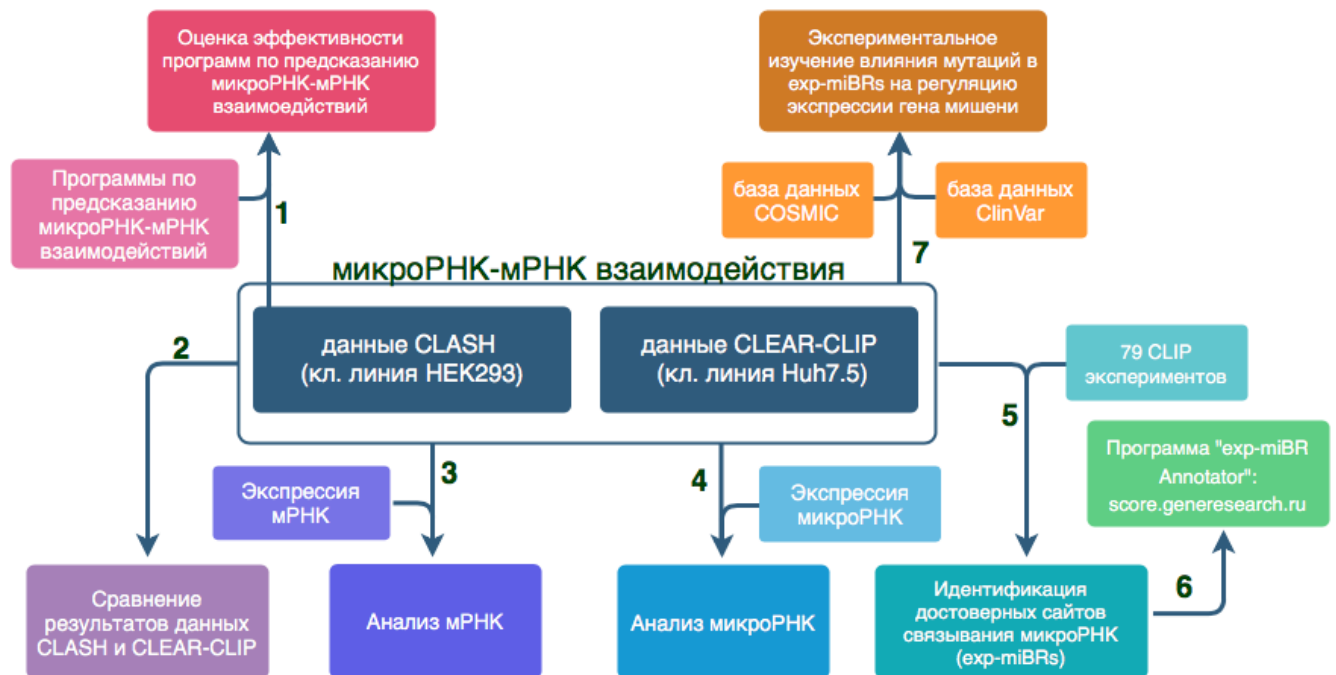 Оценка эффективности
программ по предсказанию
микроРНК-мРНК
взаимоедйствий
Экспериментальное
изучение влияния мутаций в
exp-miBRs на регуляцию
экспрессии гена мишени
Программы по
предсказанию
микроРНК-мРНК
взаимодействий
1
база данных
COSMIC
база данных
ClinVar
7
микроРНК-мРНК взаимодействия
2
данные CLASH
(кл. линия HEK293)
данные CLEAR-CLIP
(кл. линия Huh7.5)
79 CLIP
экспериментов
5
3
4
Экспрессия
мРНК
Экспрессия
микроРНК
Программа "exp-miBR
Annotator":
score.generesearch.ru
6
Сравнение
результатов данных
CLASH и CLEAR-CLIP
Анализ мРНК
Анализ микроРНК
Идентификация
достоверных сайтов
связывания микроРНК
(exp-miBRs)